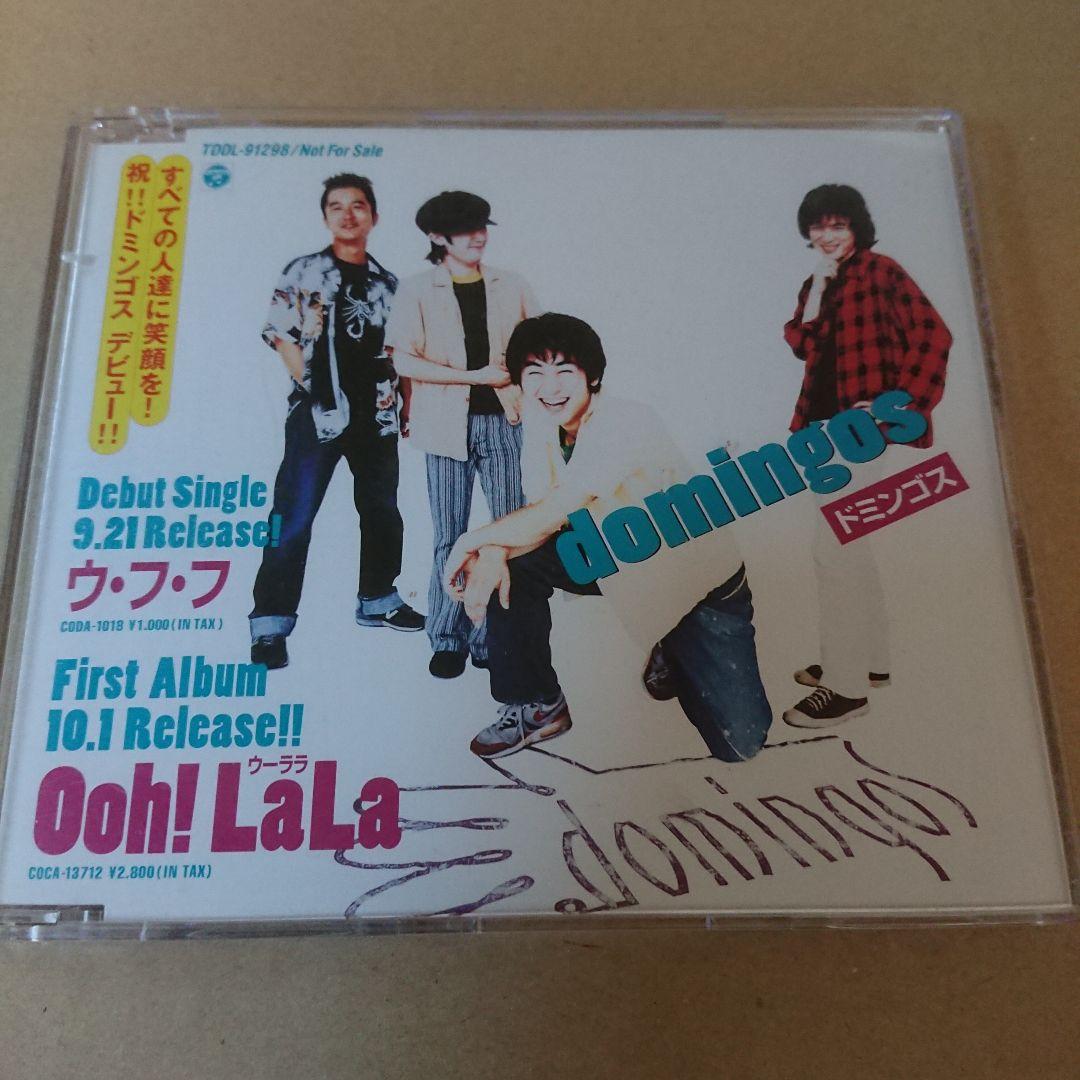 TDDL-91298/Not For Sale
すべての人達に笑顔を!
祝!!ドミンゴス デビュー!!
Debut Single
9.21 Release!
ウ・フ・フ
CODA-1018 ¥1.000(IN TAX)
First Album
10.1 Release!!
ウーララ
Ooh! LaLa
COCA-13712 ¥2.800(IN TAX)
domingos
ドミンゴス
domingos